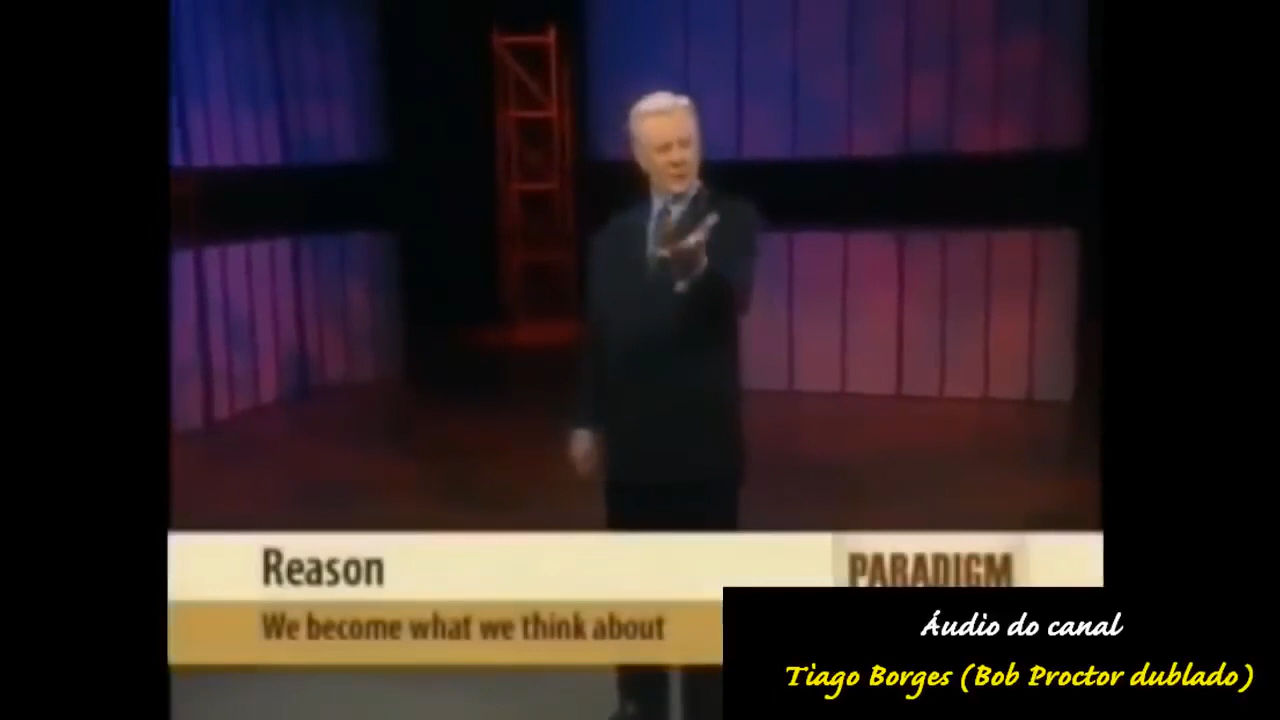 Reason
PARADIGM
We become what we think about
Áudio do canal
Tiago Borges (Bob Proctor dublado)